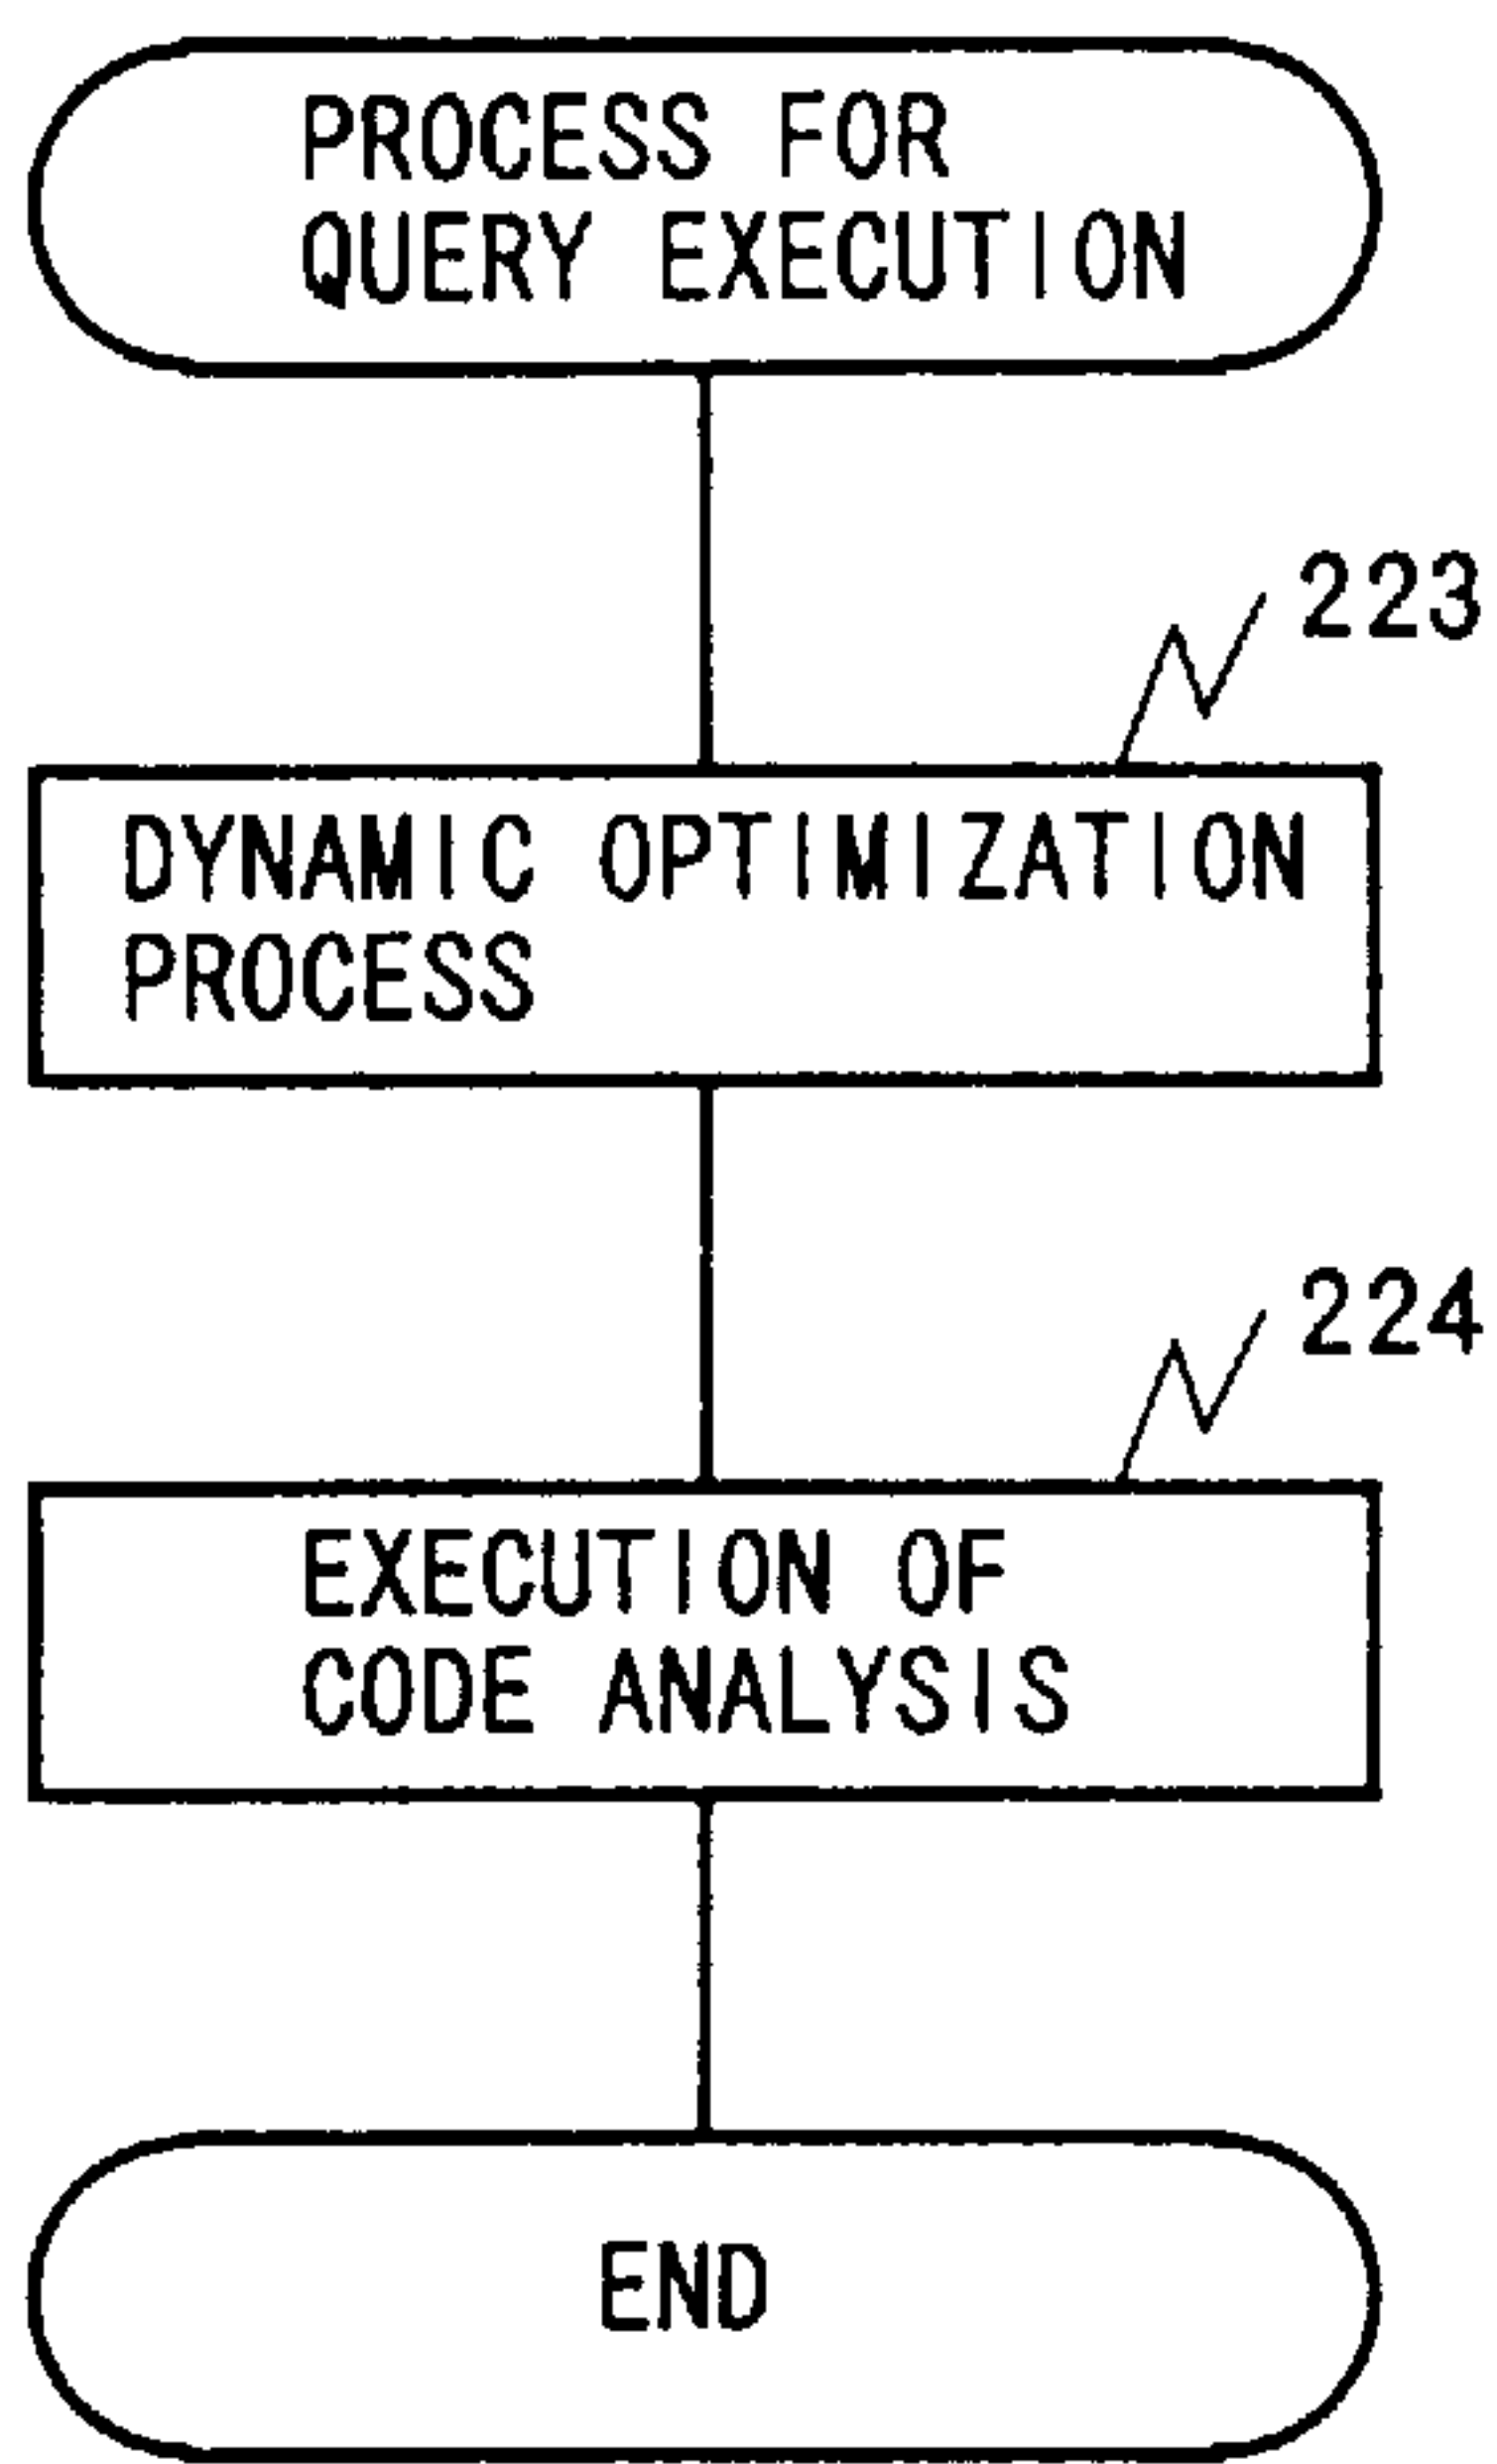 PROCESS FOR
QUERY EXECUTION
223
DYNAMIC OPTIMIZATION
PROCESS
224
EXECUTION OF
CODE ANALYSIS
END